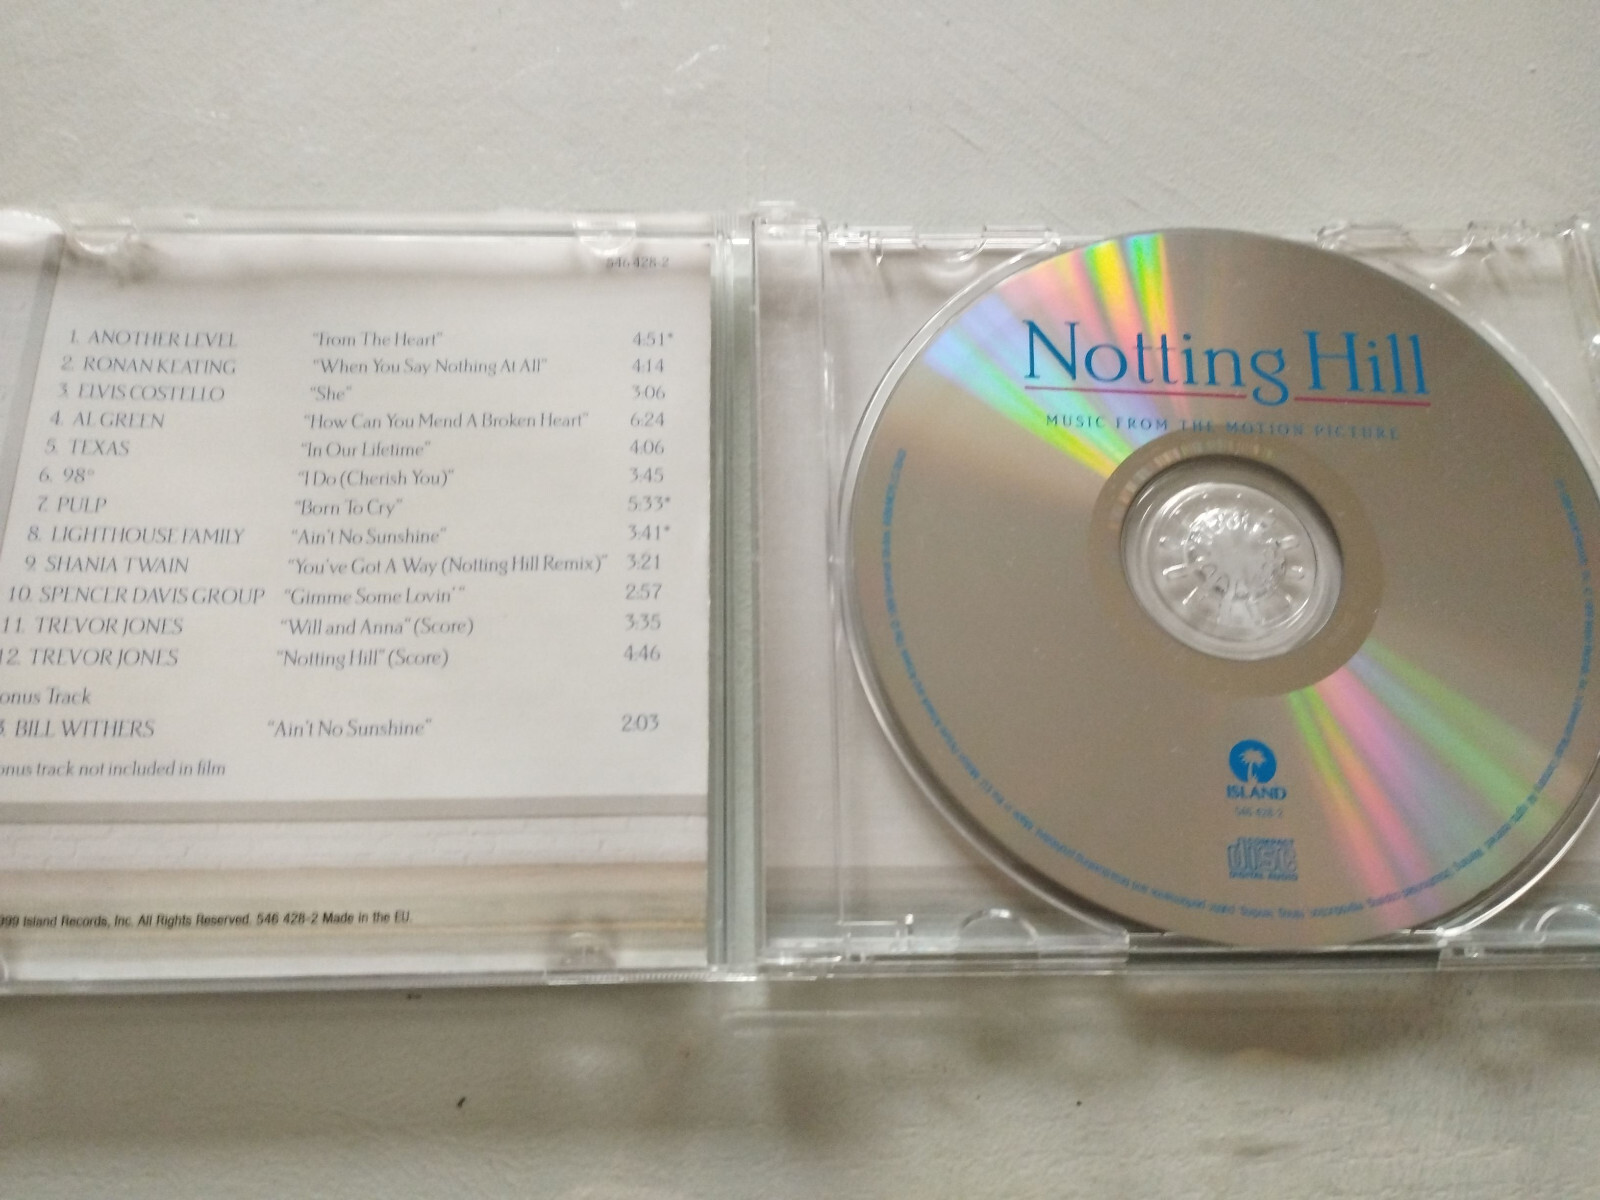 546 428-2
1. ANOTHER LEVEL "From The Heart" 4:51*
2. RONAN KEATING "When You Say Nothing At All" 4:14
3. ELVIS COSTELLO "She" 3:06
4. AL GREEN "How Can You Mend A Broken Heart" 6:24
5. TEXAS "In Our Lifetime" 4:06
6. 98° "I Do (Cherish You)" 3:45
7. PULP "Born To Cry" 5:33*
8. LIGHTHOUSE FAMILY "Ain't No Sunshine" 3:41*
9 SHANIA TWAIN "You've Got A Way (Notting Hill Remix)" 3:21
10. SPENCER DAVIS GROUP "Gimme Some Lovin'" 2:57
11. TREVOR JONES "Will and Anna" (Score) 3:35
12. TREVOR JONES "Notting Hill" (Score) 4:46
onus Track
3. BILL WITHERS "Ain't No Sunshine" 2:03
onus track not included in film
999 Island Records, Inc. All Rights Reserved. 546 428-2 Made in the EU.
Notting Hill
MUSIC FROM THE MOTION PICTURE
ISLAND
546 428-2
COMPACT
disc
DIGITAL AUDIO